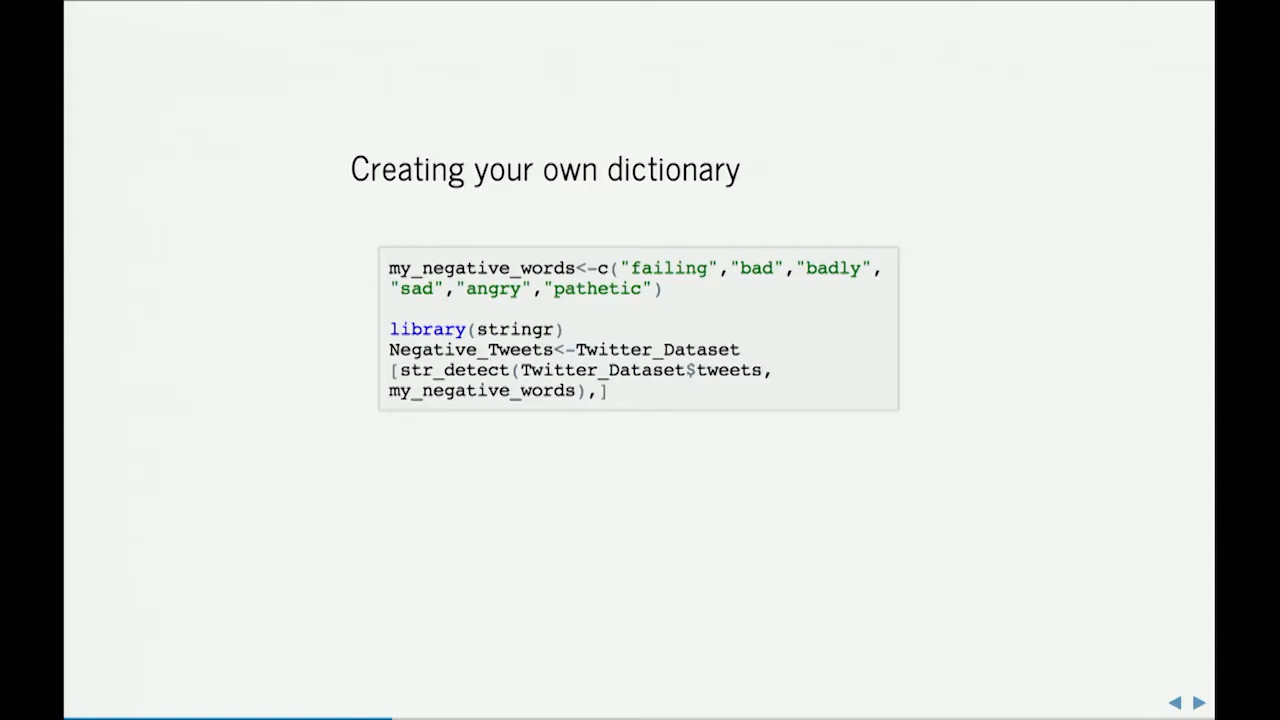 Creating your own dictionary
my_negative_words<-c("failing","bad","badly",
"sad","angry","pathetic")
library(stringr)
Negative_Tweets<-Twitter_Dataset
[str_detect(Twitter_Dataset$tweets,
my_negative_words),]